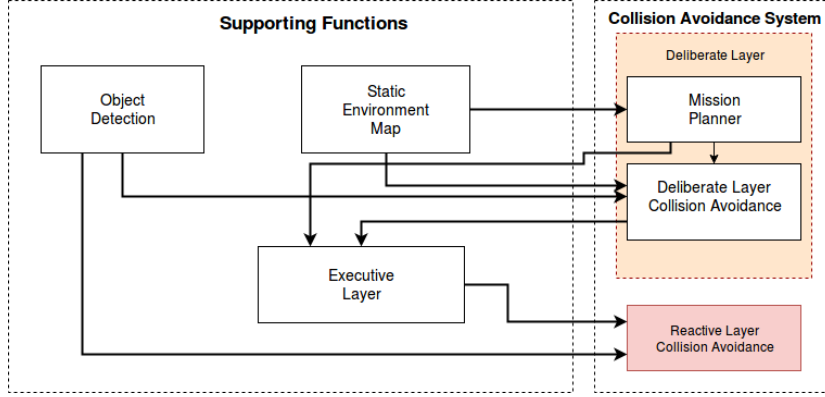 Supporting Functions
Collision Avoidance System
Deliberate Layer
Object
Detection
Static
Environment
Map
Mission
Planner
Deliberate Layer
Collision Avoidance
Executive
Layer
Reactive Layer
Collision Avoidance